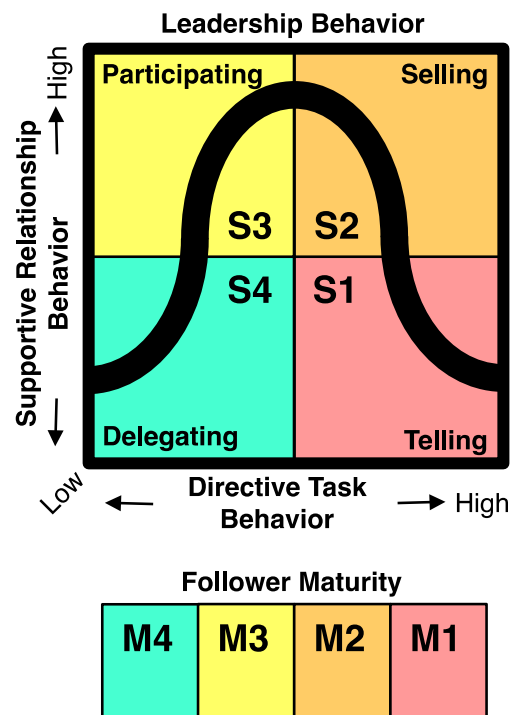 Leadership Behavior
Participating
Selling
S3
S2
S4
S1
Delegating
Telling
High
Supportive Relationship
Behavior
Low
Directive Task
Behavior
High
Follower Maturity
M4
M3
M2
M1